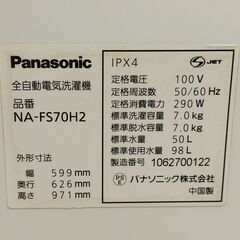 Panasonic
全自動電気洗濯機
品番
NA-FS70H2
外形寸法
幅 599mm
奥行 626mm
高さ 971mm
IPX4
JET
定格電圧 100V
定格周波数 50/60Hz
定格消費電力 290W
標準洗濯容量 7.0kg
標準脱水容量 7.0kg
標準水量 50L
標準使用水量 98L
製造番号 1062700122
PSE
パナソニック株式会社
中国製